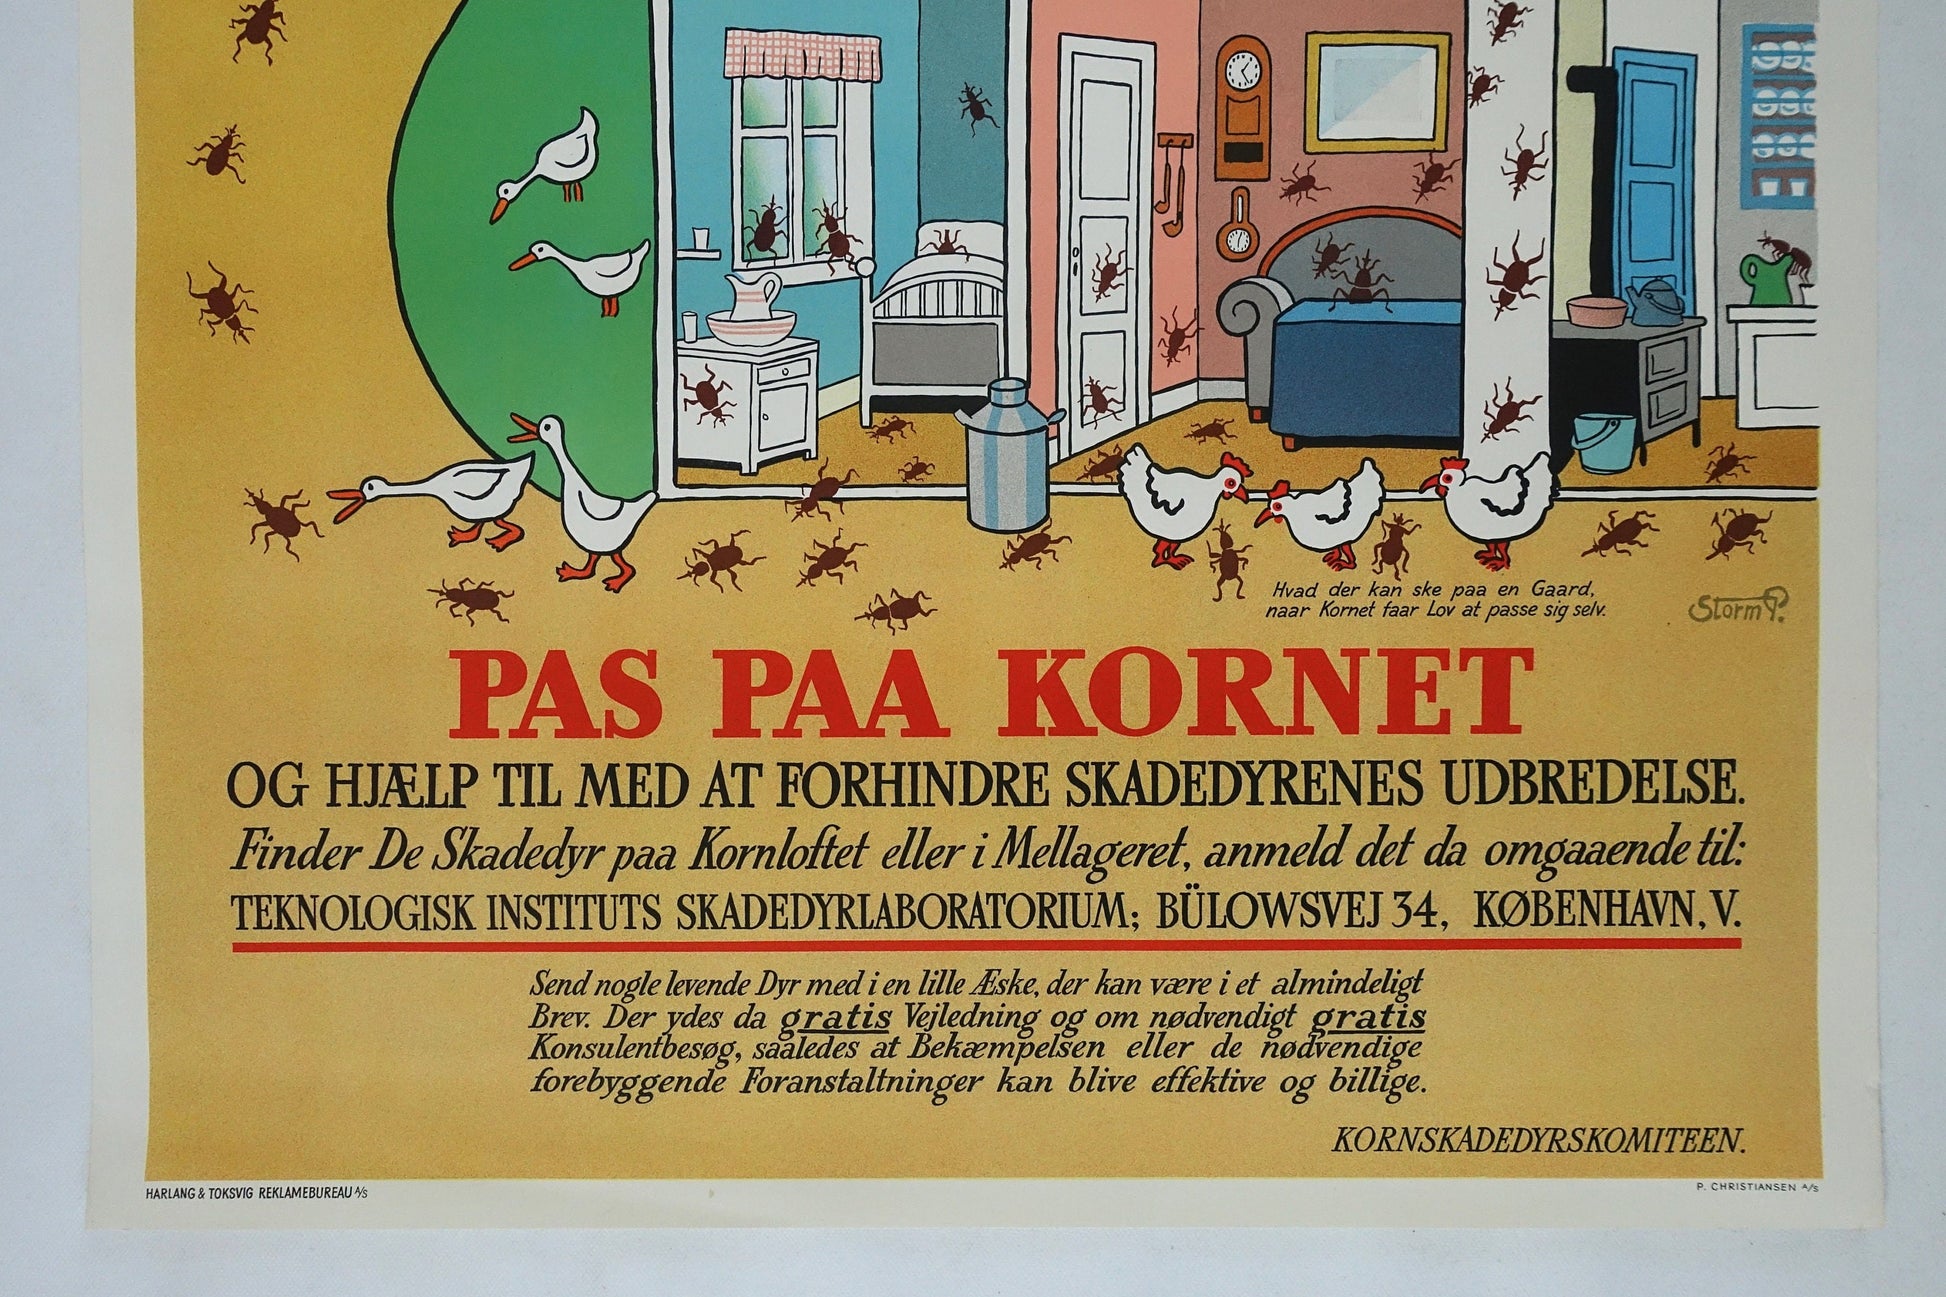 Hvad der kan ske paa en Gaard,
naar Kornet faar Lov at passe sig selv.
Storm P.
PAS PAA KORNET
OG HJÆLP TIL MED AT FORHINDRE SKADEDYRENES UDBREDELSE.
Finder De Skadedyr paa Kornloftet eller i Mellageret, anmeld det da omgaaende til:
TEKNOLOGISK INSTITUTS SKADEDYRLABORATORIUM; BÜLOWSVEJ 34, KØBENHAVN, V.
Send nogle levende Dyr med i en lille Æske, der kan være i et almindeligt
Brev. Der ydes da gratis Vejledning og om nødvendigt gratis
Konsulentbesøg, saaledes at Bekæmpelsen eller de nødvendige
forebyggende Foranstaltninger kan blive effektive og billige.
KORNSKADEDYRSKOMITEEN.
HARLANG & TOKSVIG REKLAMEBUREAU A/S
P. CHRISTIANSEN A/S